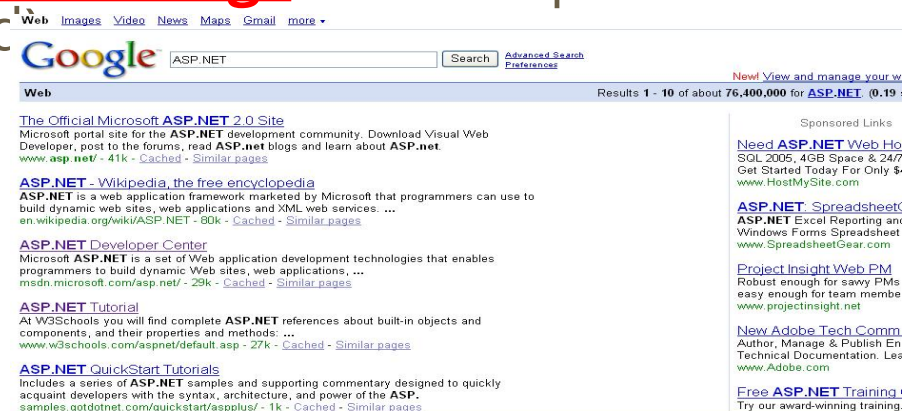 Web Images Video News Maps Gmail more
Google ASP.NET Search Advanced Search
Preferences
New! View and manage your w
Web Results 1 - 10 of about 76,400,000 for ASP.NET. (0.19 s
The Official Microsoft ASP.NET 2.0 Site
Microsoft portal site for the ASP.NET development community. Download Visual Web
Developer, post to the forums, read ASP.net blogs and learn about ASP.net.
www.asp.net/ - 41k - Cached - Similar pages
ASP.NET - Wikipedia, the free encyclopedia
ASP.NET is a web application framework marketed by Microsoft that programmers can use to
build dynamic web sites, web applications and XML web services. ...
en.wikipedia.org/wiki/ASP.NET - 80k - Cached - Similar pages
ASP.NET Developer Center
Microsoft ASP.NET is a set of Web application development technologies that enables
programmers to build dynamic Web sites, web applications, ...
msdn.microsoft.com/asp.net/ - 29k - Cached - Similar pages
ASP.NET Tutorial
At W3Schools you will find complete ASP.NET references about built-in objects and
components, and their properties and methods: ...
www.w3schools.com/aspnet/default.asp - 27k - Cached - Similar pages
ASP.NET QuickStart Tutorials
Includes a series of ASP.NET samples and supporting commentary designed to quickly
acquaint developers with the syntax, architecture, and power of the ASP.
samples.gotdotnet.com/quickstart/aspplus/ - 1k - Cached - Similar pages
Sponsored Links
Need ASP.NET Web Ho
SQL 2005, 4GB Space & 24/7
Get Started Today For Only $4
www.HostMySite.com
ASP.NET: SpreadsheetG
ASP.NET Excel Reporting and
Windows Forms Spreadsheet
www.SpreadsheetGear.com
Project Insight Web PM
Robust enough for savvy PMs
easy enough for team membe
www.projectinsight.net
New Adobe Tech Comm
Author, Manage & Publish En
Technical Documentation. Lea
www.Adobe.com
Free ASP.NET Training
Try our award-winning training.